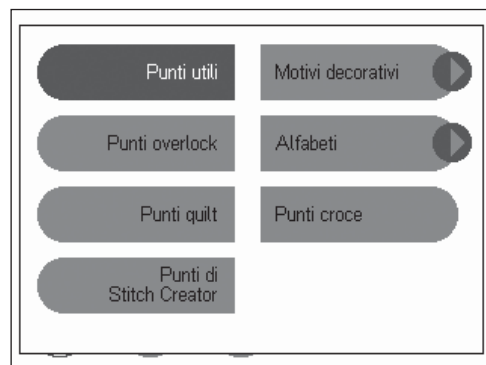 Punti utili
Motivi decorativi
Punti overlock
Alfabeti
Punti quilt
Punti croce
Punti di
Stitch Creator